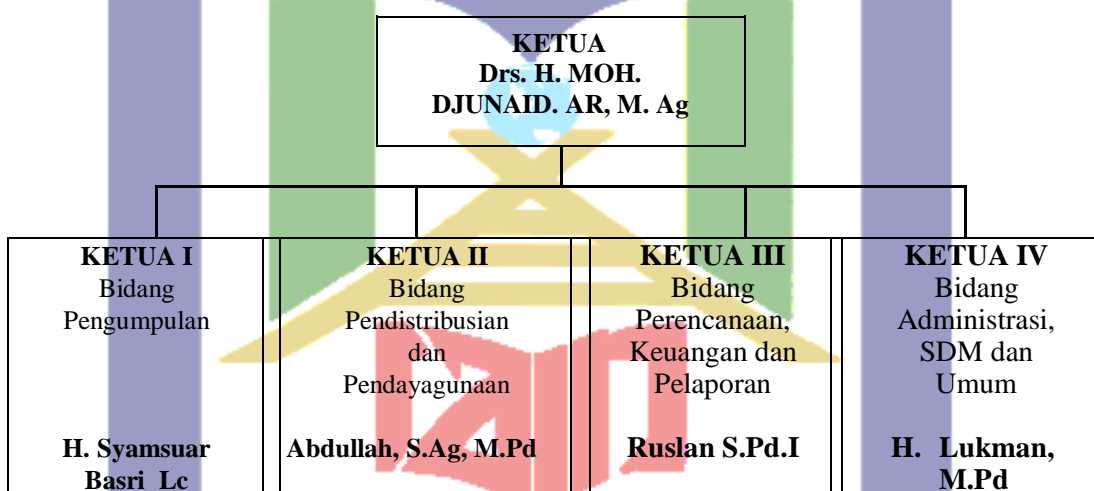 KETUA
Drs. H. MOH.
DJUNAID. AR, M. Ag
KETUA I
Bidang
Pengumpulan
H. Syamsuar
Basri Lc
KETUA II
Bidang
Pendistribusian
dan
Pendayagunaan
Abdullah, S.Ag, M.Pd
KETUA III
Bidang
Perencanaan,
Keuangan dan
Pelaporan
Ruslan S.Pd.I
KETUA IV
Bidang
Administrasi,
SDM dan
Umum
H. Lukman,
M.Pd